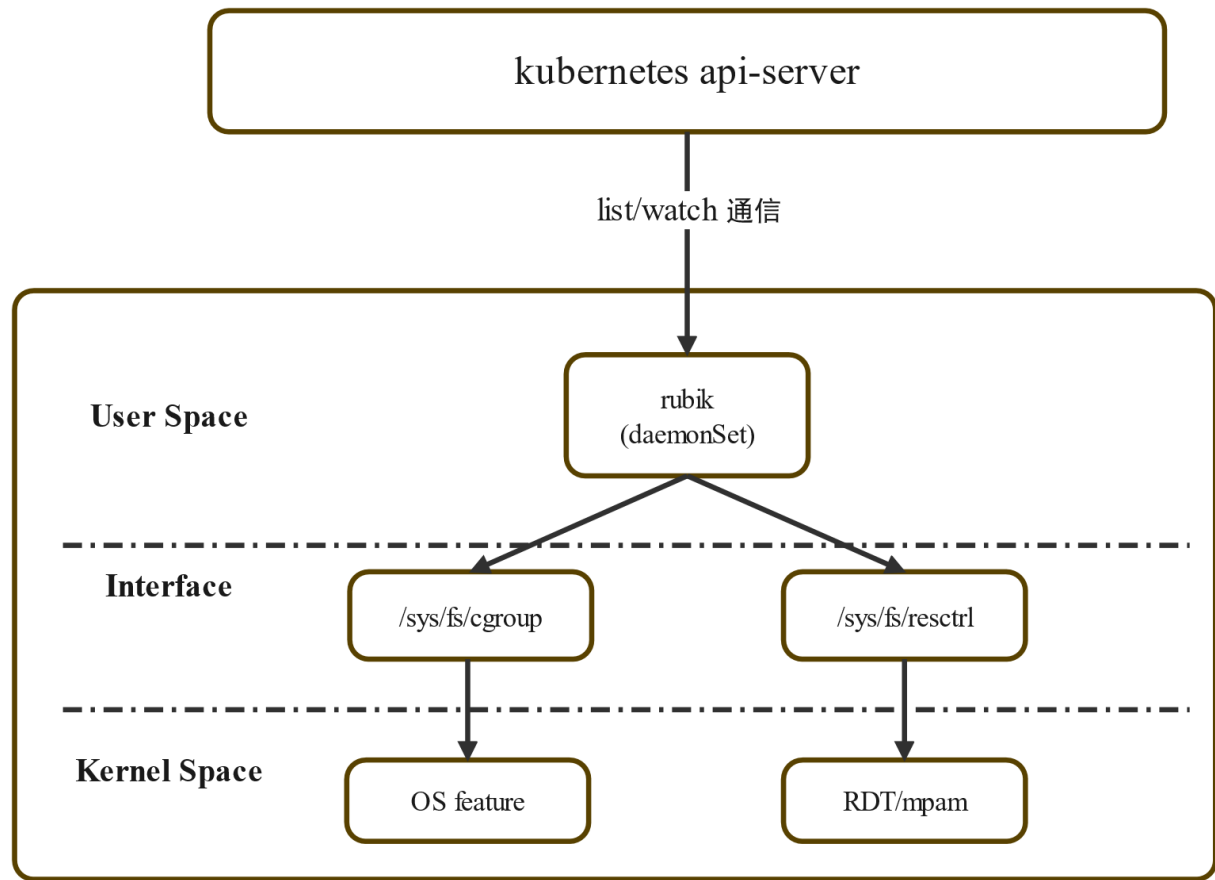 kubernetes api-server
list/watch 通信
User Space
rubik
(daemonSet)
Interface
/sys/fs/cgroup
/sys/fs/resctrl
Kernel Space
OS feature
RDT/mpam